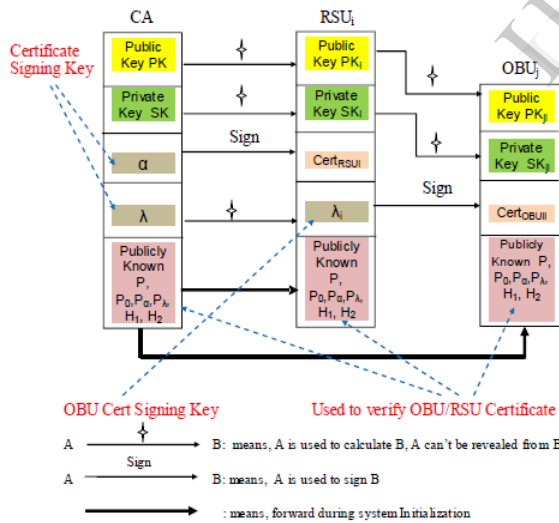 CA
RSUi
OBUj
Certificate
Signing Key
Public
Key PK
Public
Key PKi
Public
Key PKji
Private
Key SK
Private
Key SKi
Private
Key SKji
Sign
α
CertRSUI
Sign
λ
λi
CertOBUII
Publicly
Known
P,
P0,Pα,Pλ,
H1, H2
Publicly
Known
P,
P0,Pα,Pλ,
H1, H2
Publicly
Known P,
P0,Pα,Pλ,
H1, H2
OBU Cert Signing Key
Used to verify OBU/RSU Certificate
A B: means, A is used to calculate B, A can't be revealed from B
Sign
A B: means, A is used to sign B
: means, forward during system Initialization